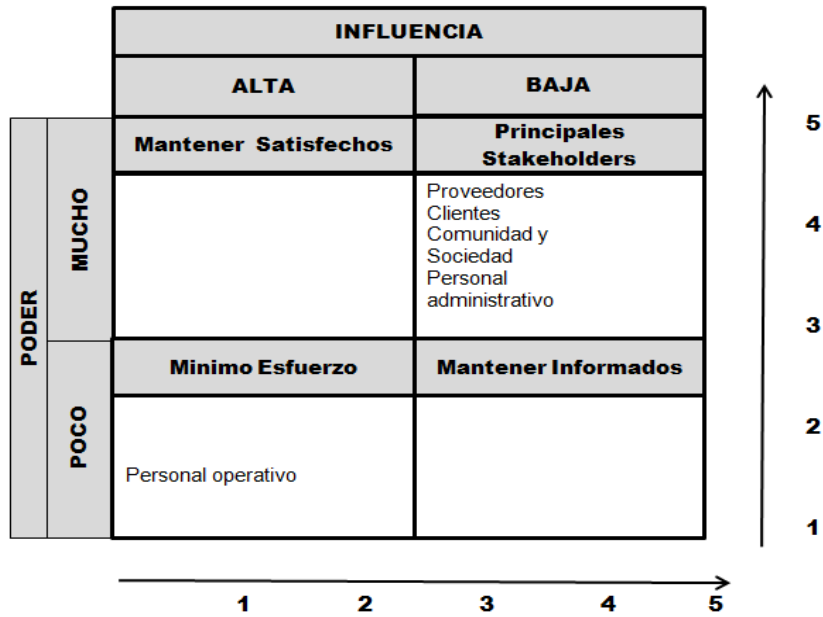 INFLUENCIA
ALTA
BAJA
Mantener Satisfechos
Principales
Stakeholders
PODER
MUCHO
Proveedores
Clientes
Comunidad y
Sociedad
Personal
administrativo
Minimo Esfuerzo
Mantener Informados
POCO
Personal operativo
5
4
3
2
1
1 2 3 4 5